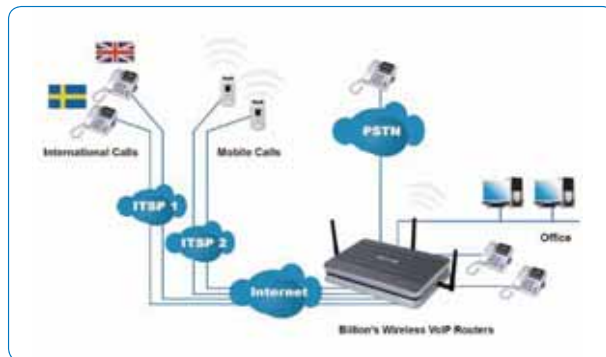 International Calls
Mobile Calls
PSTN
ITSP 1
ITSP 2
Internet
Office
Billion's Wireless VoIP Routers